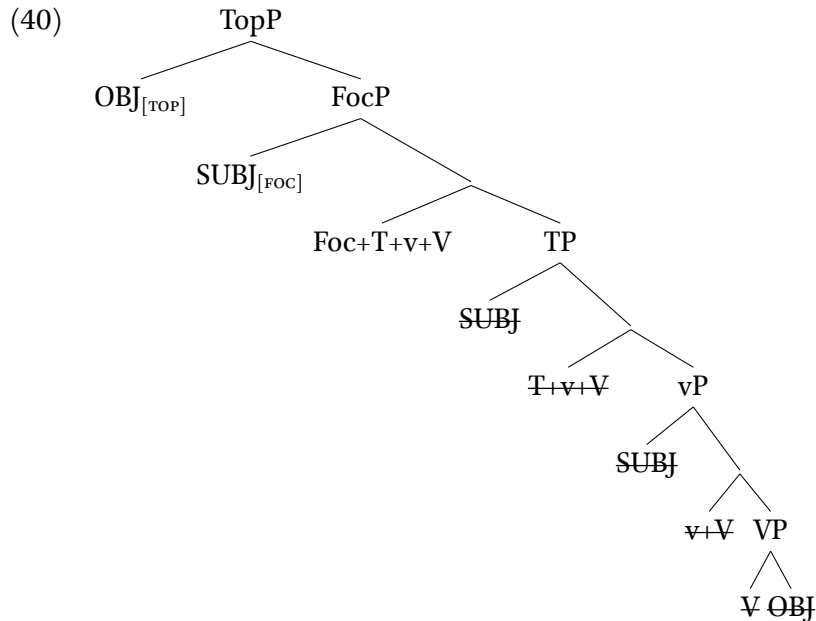 (40) TopP
OBJ[TOP] FocP
SUBJ[FOC]
Foc+T+v+V TP
SUBJ
T+v+V vP
SUBJ
v+V VP
V OBJ